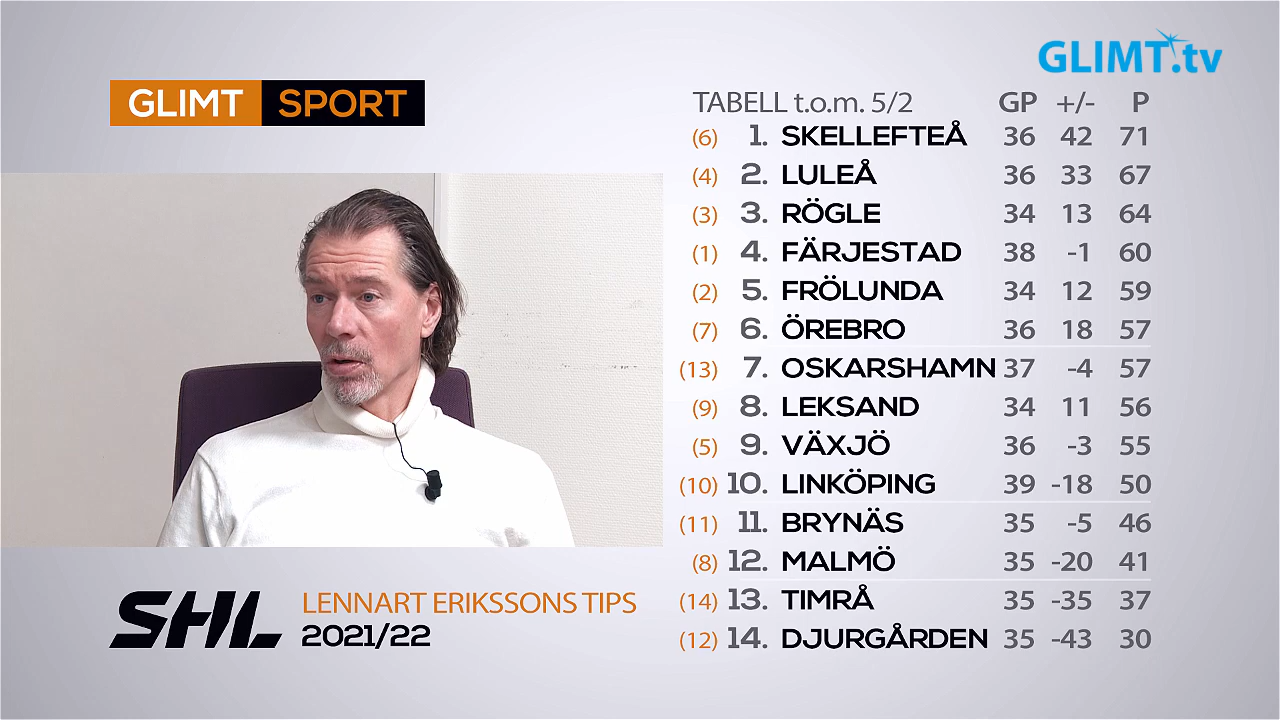 GLIMT.tv
GLIMT SPORT
TABELL t.o.m. 5/2 GP +/- P
(6) 1. SKELLEFTEÅ 36 42 71
(4) 2. LULEÅ 36 33 67
(3) 3. RÖGLE 34 13 64
(1) 4. FÄRJESTAD 38 -1 60
(2) 5. FRÖLUNDA 34 12 59
(7) 6. ÖREBRO 36 18 57
(13) 7. OSKARSHAMN 37 -4 57
(9) 8. LEKSAND 34 11 56
(5) 9. VÄXJÖ 36 -3 55
(10) 10. LINKÖPING 39 -18 50
(11) 11. BRYNÄS 35 -5 46
(8) 12. MALMÖ 35 -20 41
(14) 13. TIMRÅ 35 -35 37
(12) 14. DJURGÅRDEN 35 -43 30
SHL
LENNART ERIKSSONS TIPS
2021/22